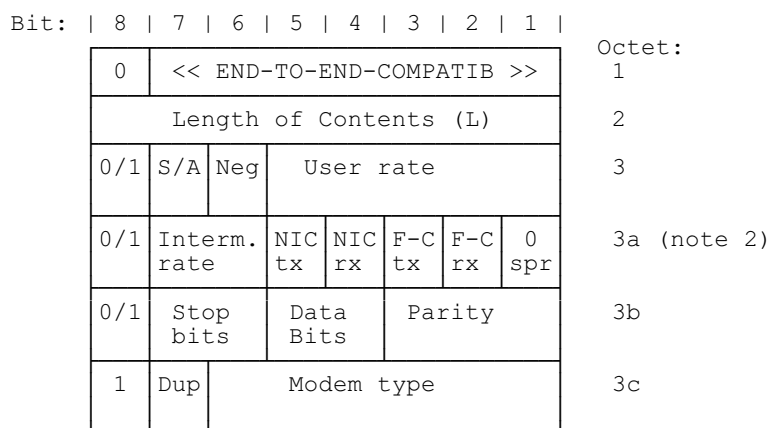 Bit: | 8 | 7 | 6 | 5 | 4 | 3 | 2 | 1 |
Octet:
0 << END-TO-END-COMPATIB >> 1
Length of Contents (L) 2
0/1 S/A Neg User rate 3
0/1 Interm. NIC NIC F-C F-C 0 3a (note 2)
rate tx rx tx rx spr
0/1 Stop Data Parity 3b
bits Bits
1 Dup Modem type 3c